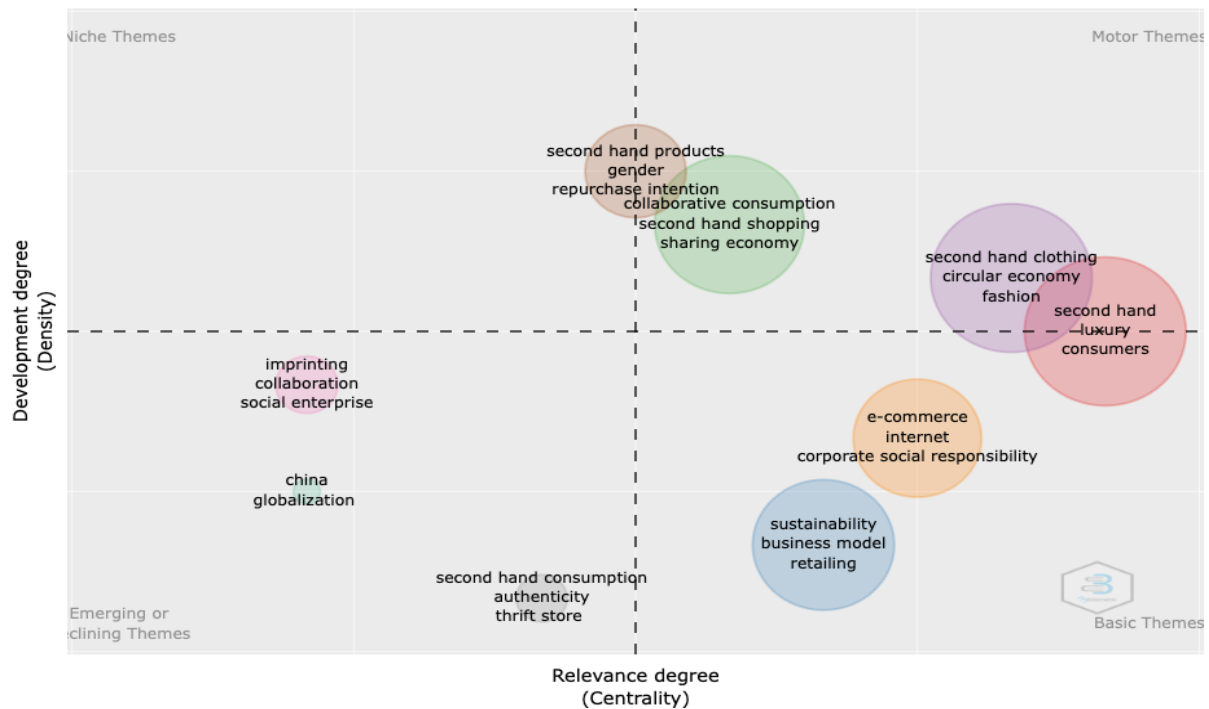 Niche Themes
Motor Themes
second hand products
gender
repurchase intention
collaborative consumption
second hand shopping
sharing economy
second hand clothing
circular economy
fashion
second hand
luxury
consumers
Development degree
(Density)
imprinting
collaboration
social enterprise
e-commerce
internet
corporate social responsibility
china
globalization
sustainability
business model
retailing
second hand consumption
authenticity
thrift store
Emerging or
eclining Themes
Basic Themes
Relevance degree
(Centrality)